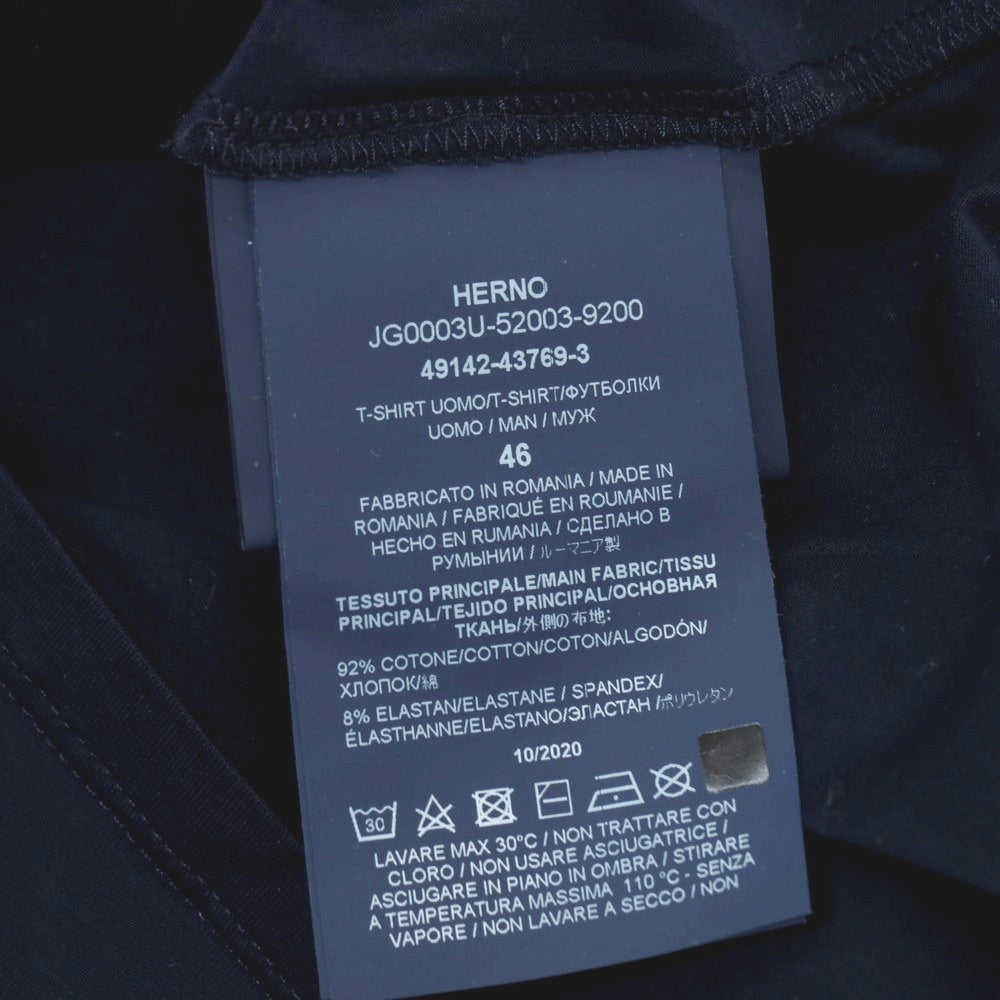 HERNO
JG0003U-52003-9200
49142-43769-3
T-SHIRT UOMO/T-SHIRT/ФУТБОЛКИ
UOMO / MAN / МУЖ
46
FABBRICATO IN ROMANIA / MADE IN
ROMANIA / FABRIQUÉ EN ROUMANIE /
HECHO EN RUMANIA / СДЕЛАНО В
РУМЫНИИ / ルーマニア製
TESSUTO PRINCIPALE/MAIN FABRIC/TISSU
PRINCIPAL/TEJIDO PRINCIPAL/ОСНОВНАЯ
ТКАНЬ/外側の布地:
92% COTONE/COTTON/COTON/ALGODÓN/
ХЛОПОК/綿
8% ELASTAN/ELASTANE / SPANDEX/
ÉLASTHANNE/ELASTANO/ЭЛАСТАН /ポリウレタン
10/2020
30
LAVARE MAX 30°C / NON TRATTARE CON
CLORO / NON USARE ASCIUGATRICE /
ASCIUGARE IN PIANO IN OMBRA / STIRARE
A TEMPERATURA MASSIMA 110 °C - SENZA
VAPORE / NON LAVARE A SECCO / NON